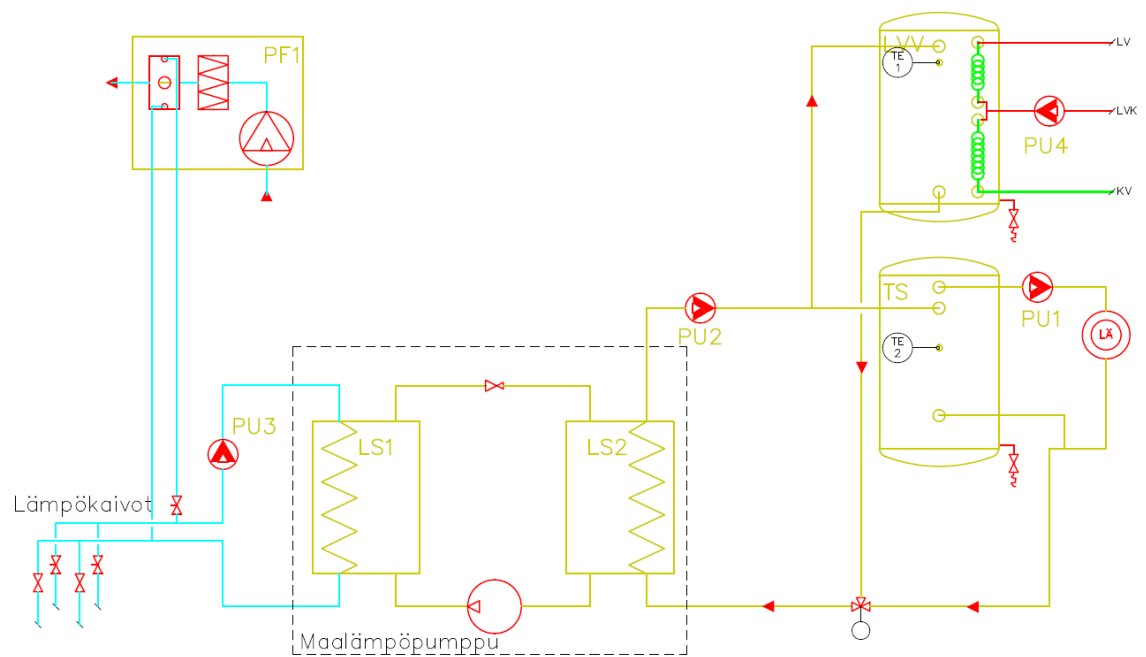 PF1
LVV
TE
1
LV
LVK
PU4
KV
TS
PU1
TE
2
LÄ
PU2
PU3
LS1
LS2
Lämpökaivot
Maalämpöpumppu